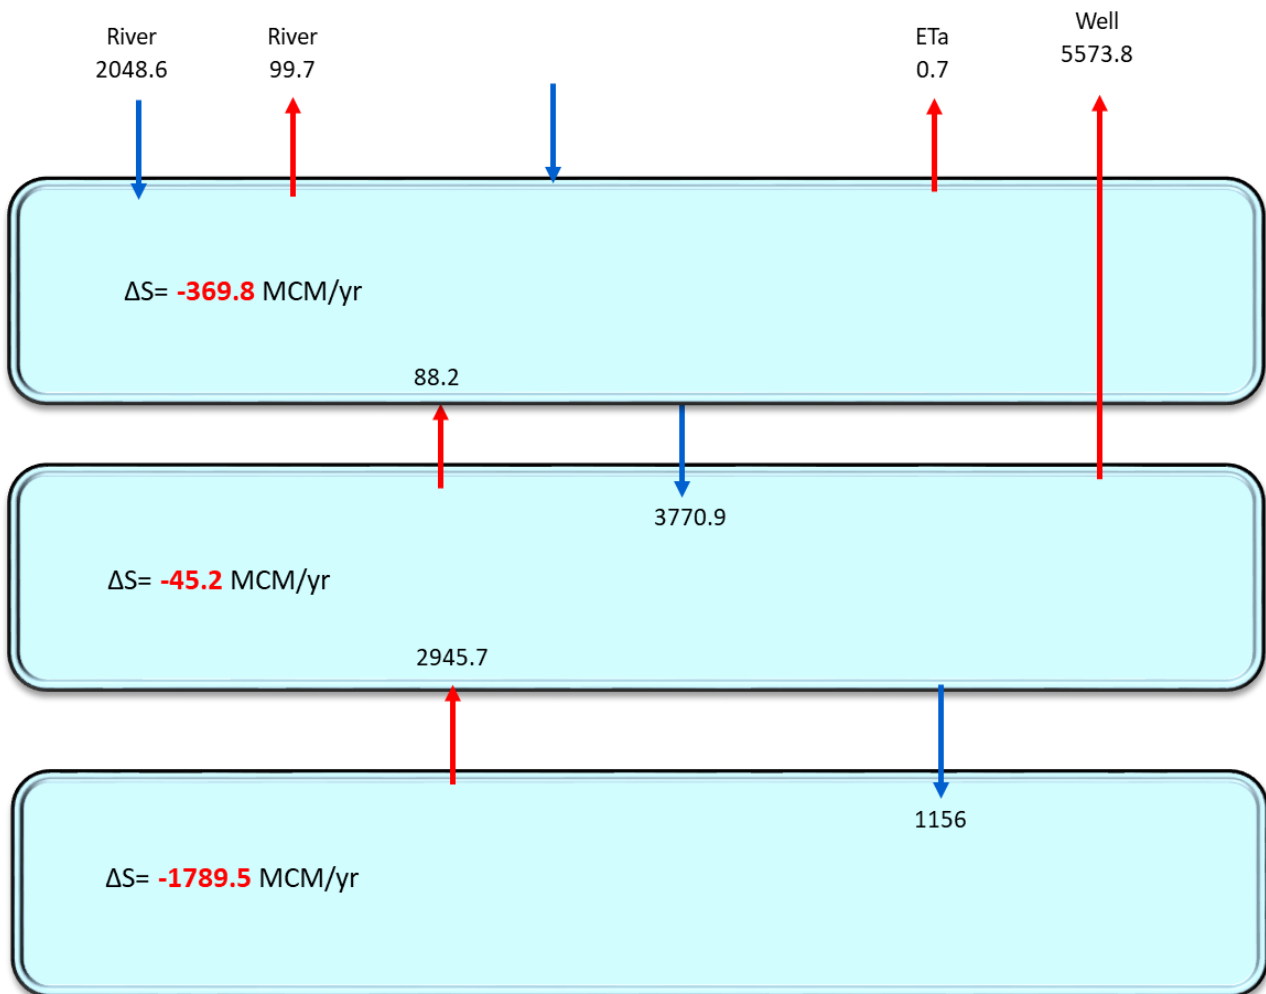 River
2048.6
River
99.7
ETa
0.7
Well
5573.8
ΔS= -369.8 MCM/yr
88.2
3770.9
ΔS= -45.2 MCM/yr
2945.7
1156
ΔS= -1789.5 MCM/yr